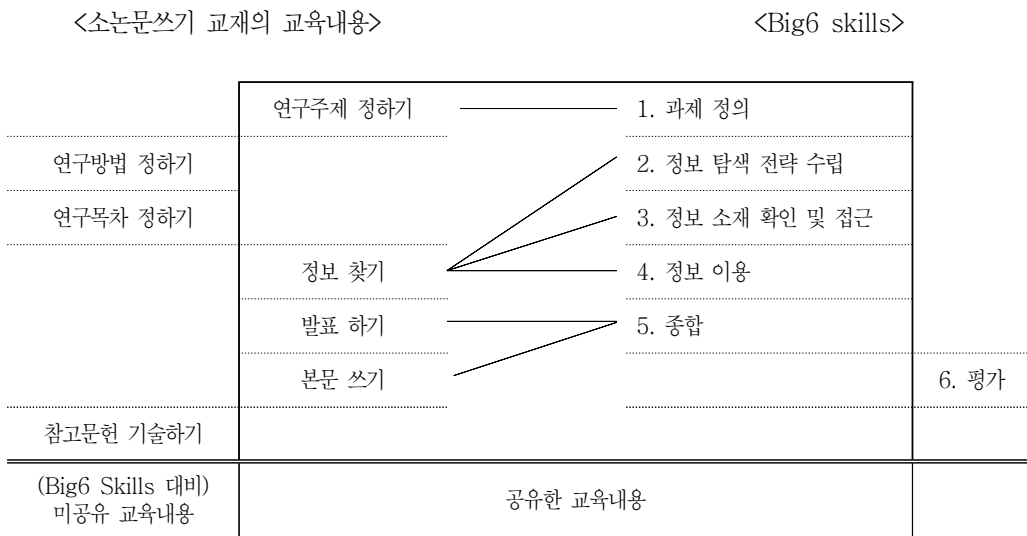 <소논문쓰기 교재의 교육내용> <Big6 skills>
연구주제 정하기 1. 과제 정의
연구방법 정하기 2. 정보 탐색 전략 수립
연구목차 정하기 3. 정보 소재 확인 및 접근
정보 찾기 4. 정보 이용
발표 하기 5. 종합
본문 쓰기 6. 평가
참고문헌 기술하기
(Big6 Skills 대비)
미공유 교육내용 공유한 교육내용